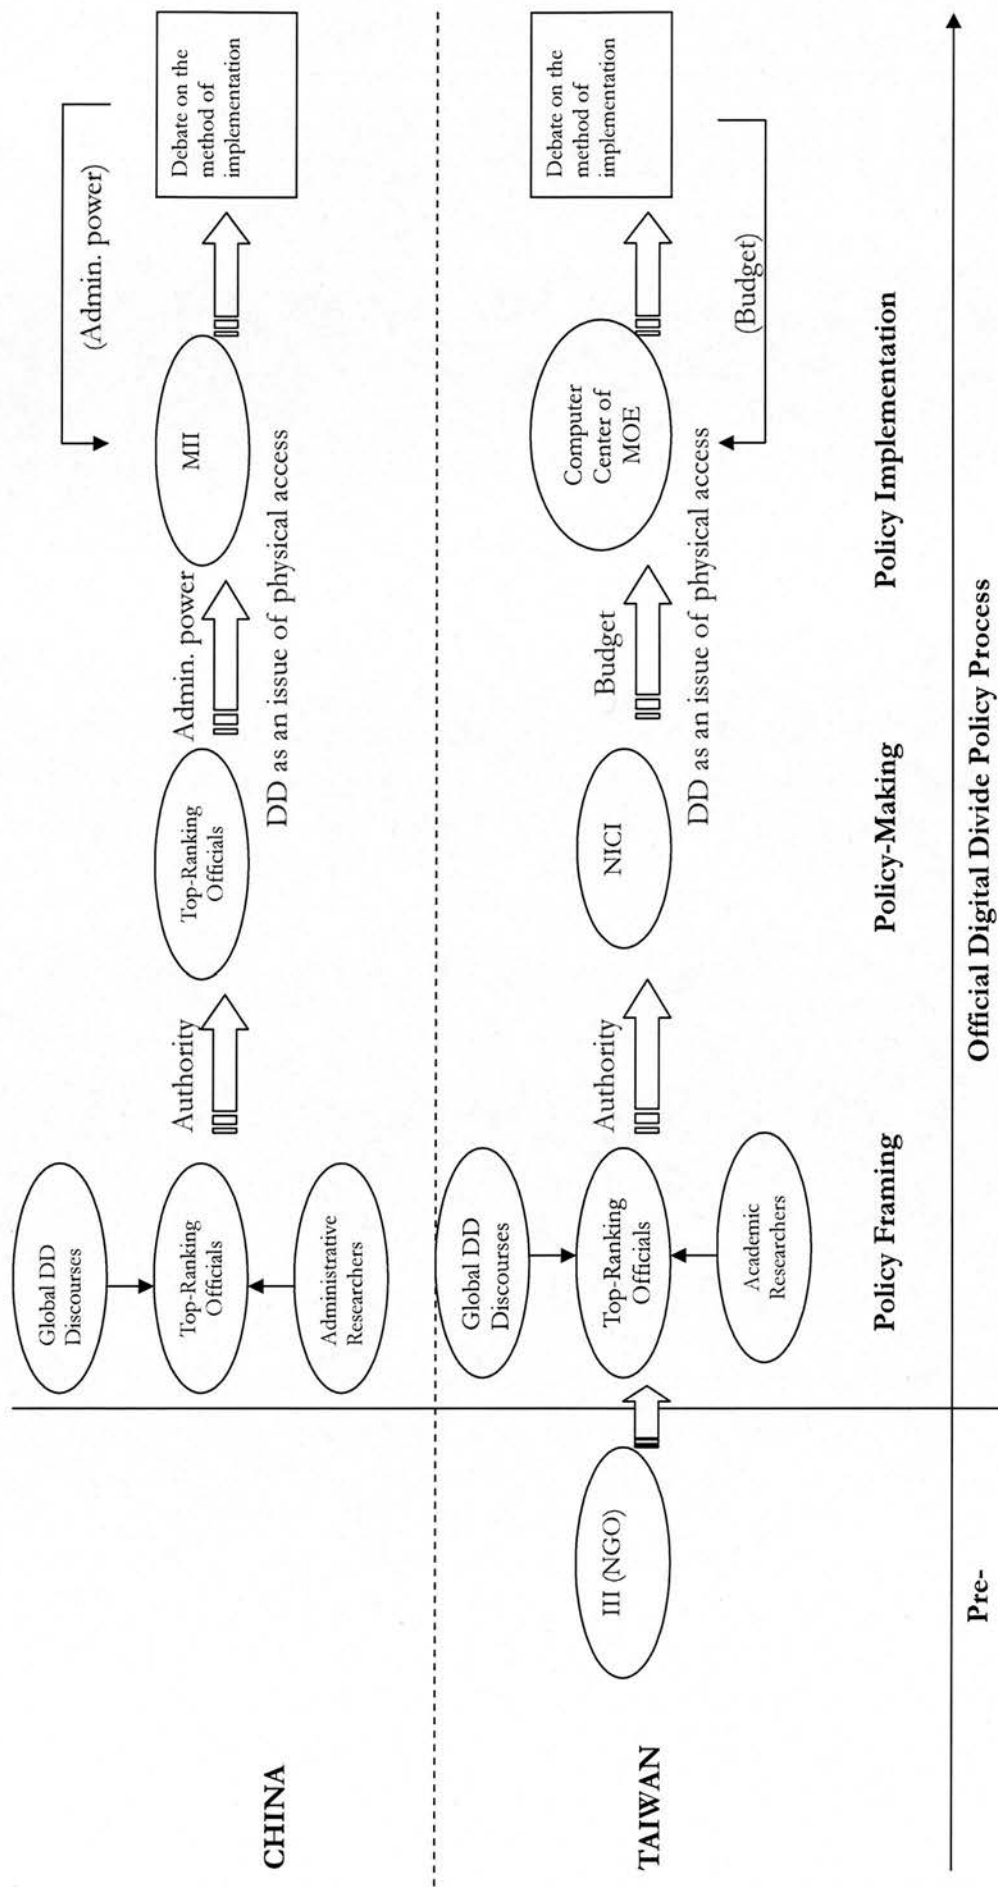 CHINA
Global DD
Discourses
Top-Ranking
Officials
Administrative
Researchers
Authority
Top-Ranking
Officials
Admin. power
DD as an issue of physical access
MII
(Admin. power)
Debate on the
method of
implementation
TAIWAN
III (NGO)
Global DD
Discourses
Top-Ranking
Officials
Academic
Researchers
Authority
NICI
Budget
DD as an issue of physical access
Computer
Center of
MOE
(Budget)
Debate on the
method of
implementation
Policy Framing
Policy-Making
Policy Implementation
Pre-
Official Digital Divide Policy Process